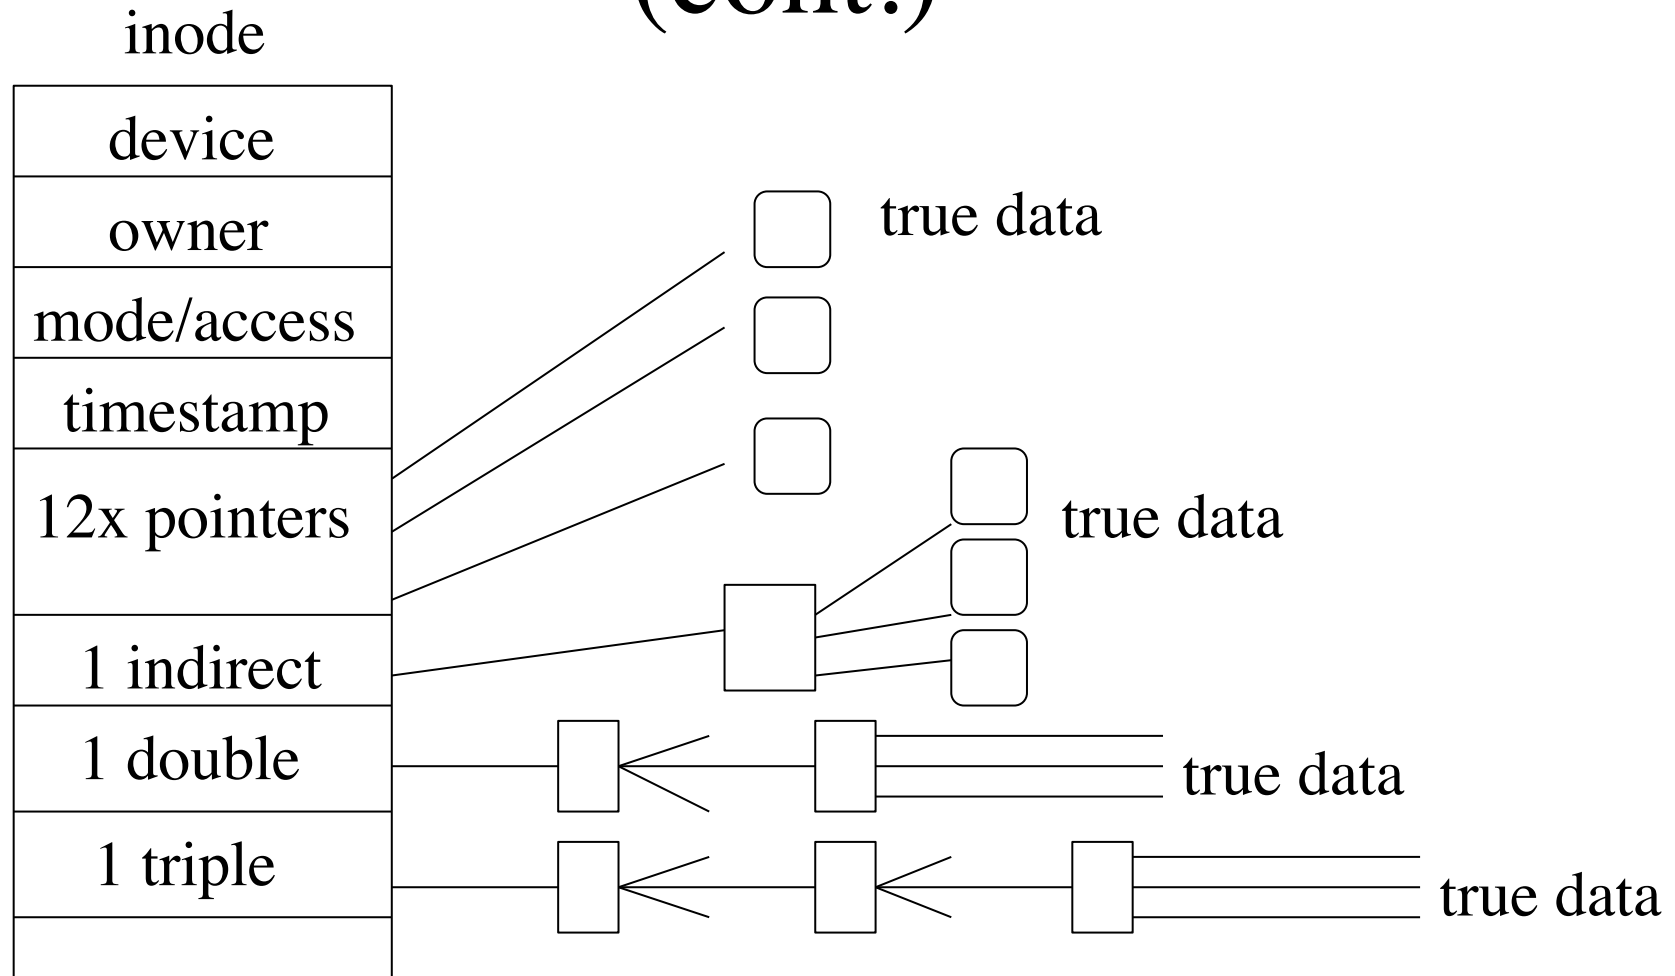 (cont.)
inode
device
owner
mode/access
timestamp
12x pointers
1 indirect
1 double
1 triple
true data
true data
true data
true data